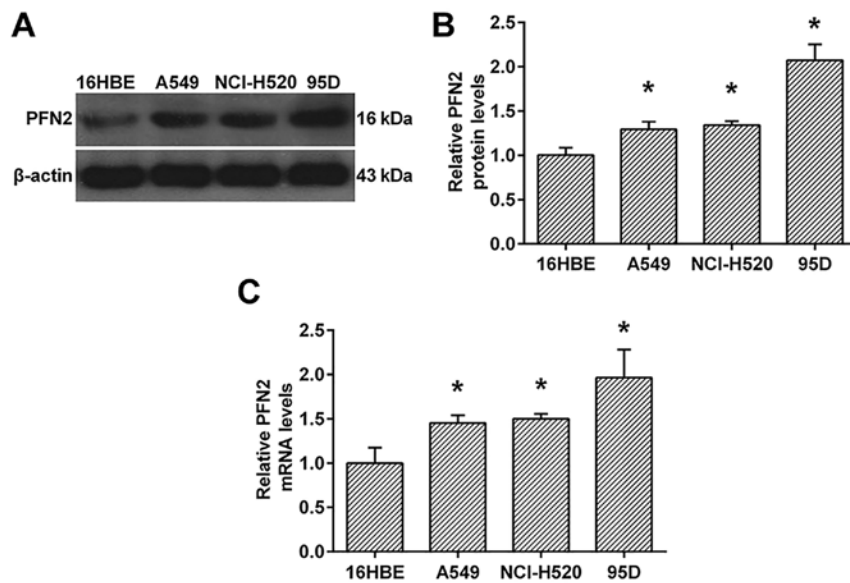 A
16HBE A549 NCI-H520 95D
PFN2 16 kDa
β-actin 43 kDa
B
Relative PFN2
protein levels
2.5
2.0
1.5
1.0
0.5
0.0
* * *
16HBE A549 NCI-H520 95D
C
Relative PFN2
mRNA levels
2.5
2.0
1.5
1.0
0.5
0.0
* * *
16HBE A549 NCI-H520 95D